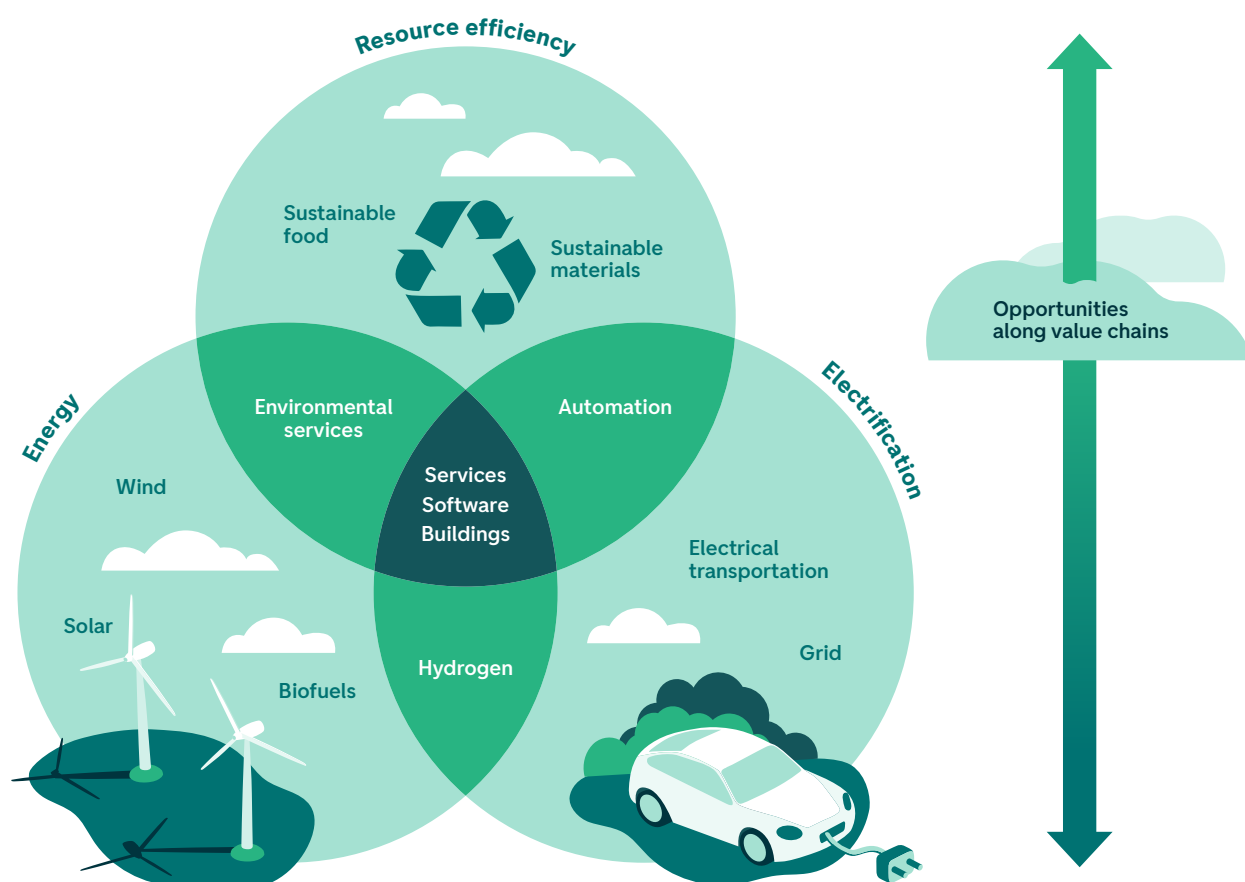 Resource efficiency
Sustainable
food
Sustainable
materials
Opportunities
along value chains
Energy
Electrification
Environmental
services
Automation
Services
Software
Buildings
Wind
Electrical
transportation
Solar
Grid
Hydrogen
Biofuels